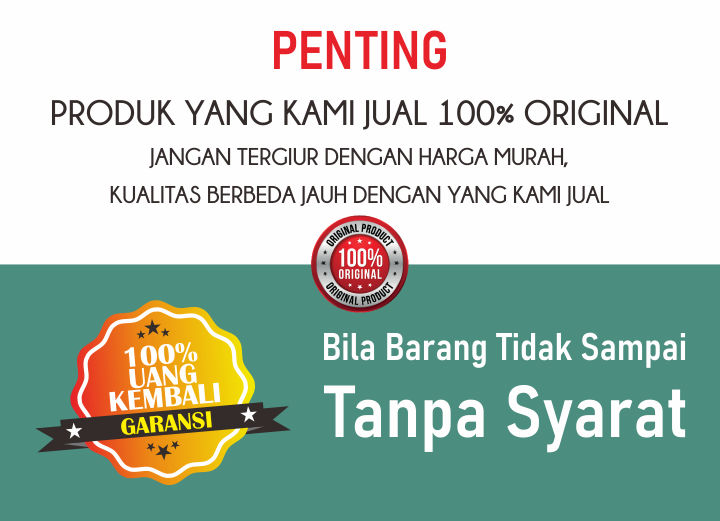 PENTING
PRODUK YANG KAMI JUAL 100% ORIGINAL
JANGAN TERGIUR DENGAN HARGA MURAH,
KUALITAS BERBEDA JAUH DENGAN YANG KAMI JUAL
ORIGINAL PRODUCT
100%
ORIGINAL
ORIGINAL PRODUCT
100%
UANG
KEMBALI
GARANSI
Bila Barang Tidak Sampai
Tanpa Syarat